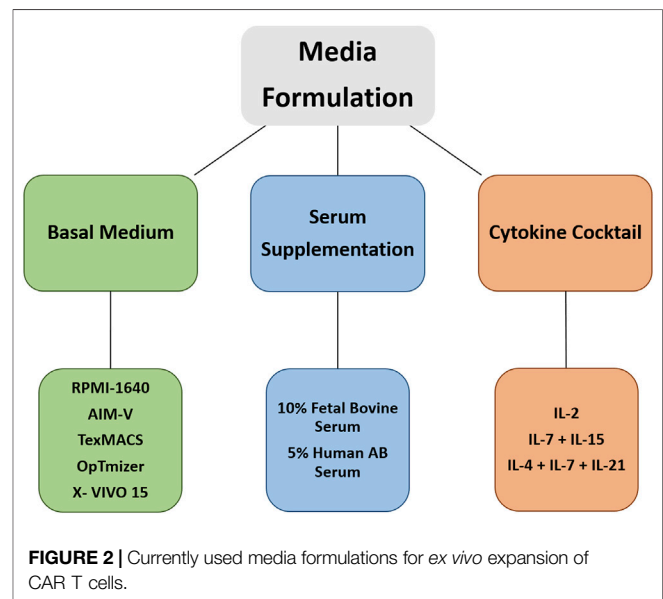 Media
Formulation
Basal Medium
Serum
Supplementation
Cytokine Cocktail
RPMI-1640
AIM-V
TexMACS
OpTmizer
X- VIVO 15
10% Fetal Bovine
Serum
5% Human AB
Serum
IL-2
IL-7 + IL-15
IL-4 + IL-7 + IL-21
FIGURE 2 | Currently used media formulations for ex vivo expansion of
CAR T cells.